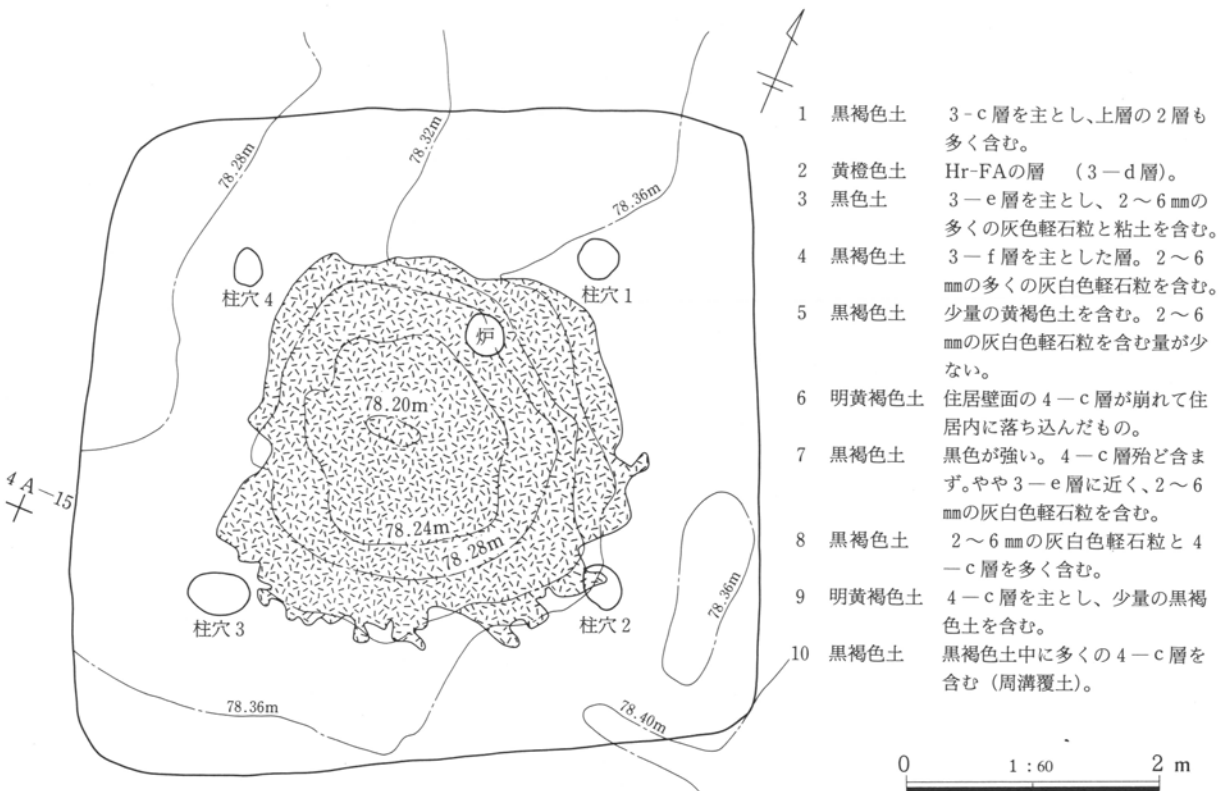 78.28m
78.32m
78.36m
柱穴4
柱穴1
炉
78.20m
4A-15
78.24m
78.28m
柱穴3
柱穴2
78.36m
78.36m
78.40m
1 黒褐色土 3-c層を主とし、上層の2層も
多く含む。
2 黄橙色土 Hr-FAの層 (3―d層)。
3 黒色土 3―e層を主とし、2〜6㎜の
多くの灰色軽石粒と粘土を含む。
4 黒褐色土 3―f層を主とした層。2〜6
㎜の多くの灰白色軽石粒を含む。
5 黒褐色土 少量の黄褐色土を含む。2〜6
㎜の灰白色軽石粒を含む量が少
ない。
6 明黄褐色土 住居壁面の4―c層が崩れて住
居内に落ち込んだもの。
7 黒褐色土 黒色が強い。4―c層殆ど含ま
ず。やや3―e層に近く、2〜6
㎜の灰白色軽石粒を含む。
8 黒褐色土 2〜6㎜の灰白色軽石粒と4
―c層を多く含む。
9 明黄褐色土 4―c層を主とし、少量の黒褐
色土を含む。
10 黒褐色土 黒褐色土中に多くの4―c層を
含む(周溝覆土)。
0 1:60 2m